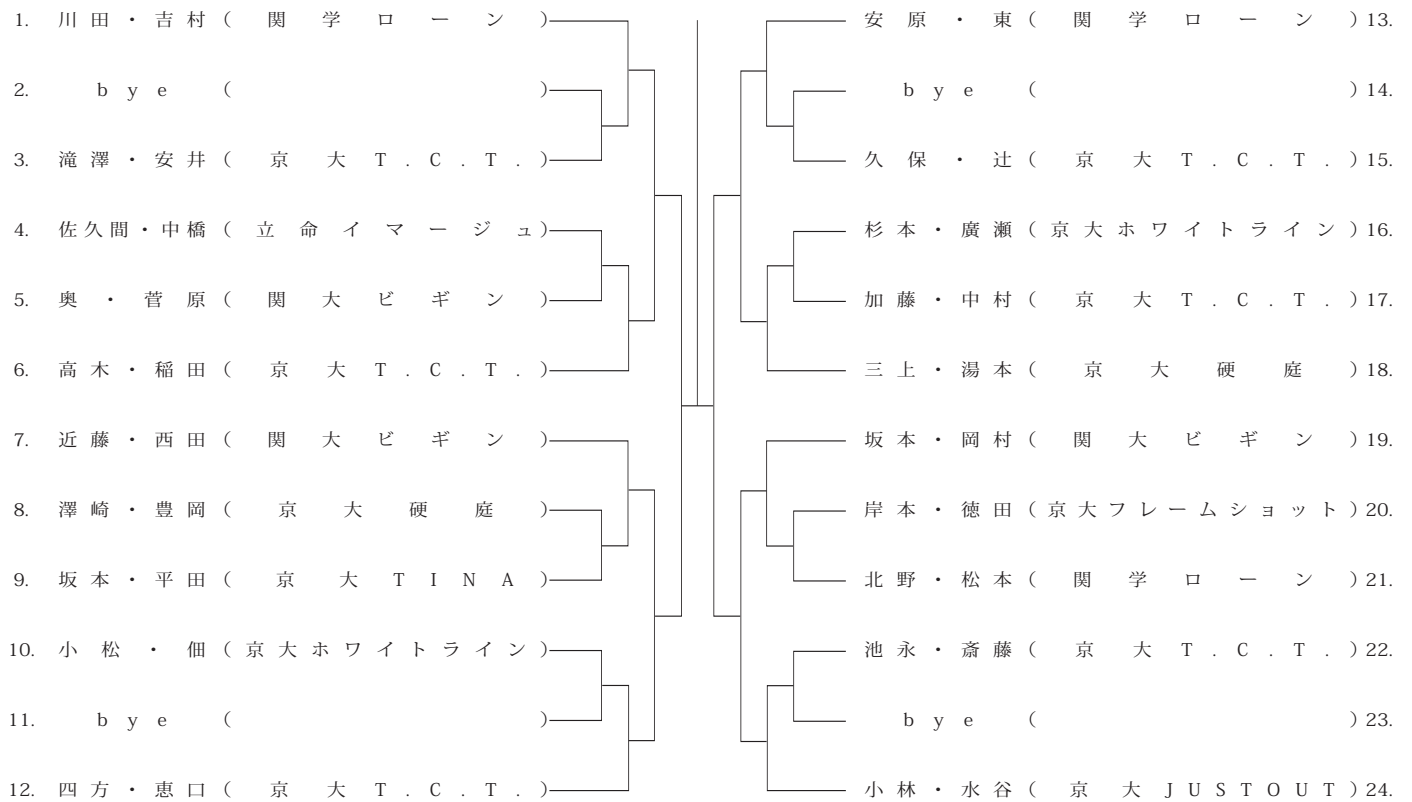 1. 川田・吉村(関学ローン)
2. bye ( )
3. 滝澤・安井(京大T.C.T.)
4. 佐久間・中橋(立命イマージュ)
5. 奥・菅原(関大ビギン)
6. 高木・稲田(京大T.C.T.)
7. 近藤・西田(関大ビギン)
8. 澤崎・豊岡(京大硬庭)
9. 坂本・平田(京大TINA)
10. 小松・佃(京大ホワイトライン)
11. bye ( )
12. 四方・恵口(京大T.C.T.)
安原・東(関学ローン)13.
bye ( )14.
久保・辻(京大T.C.T.)15.
杉本・廣瀬(京大ホワイトライン)16.
加藤・中村(京大T.C.T.)17.
三上・湯本(京大硬庭)18.
坂本・岡村(関大ビギン)19.
岸本・徳田(京大フレームショット)20.
北野・松本(関学ローン)21.
池永・斎藤(京大T.C.T.)22.
bye ( )23.
小林・水谷(京大JUSTOUT)24.